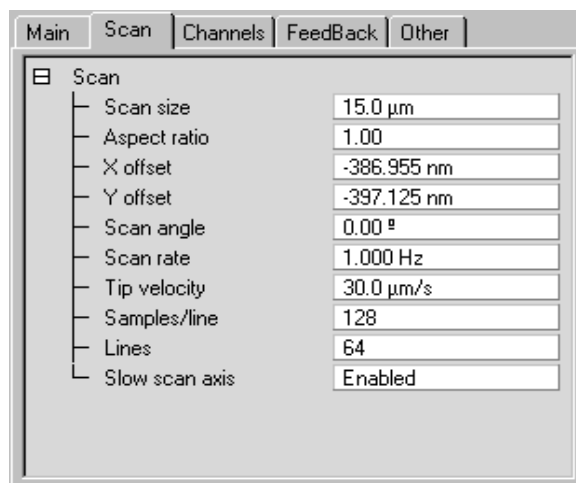 Main Scan Channels FeedBack Other
Scan
Scan size 15.0 µm
Aspect ratio 1.00
X offset -386.955 nm
Y offset -397.125 nm
Scan angle 0.00 º
Scan rate 1.000 Hz
Tip velocity 30.0 µm/s
Samples/line 128
Lines 64
Slow scan axis Enabled